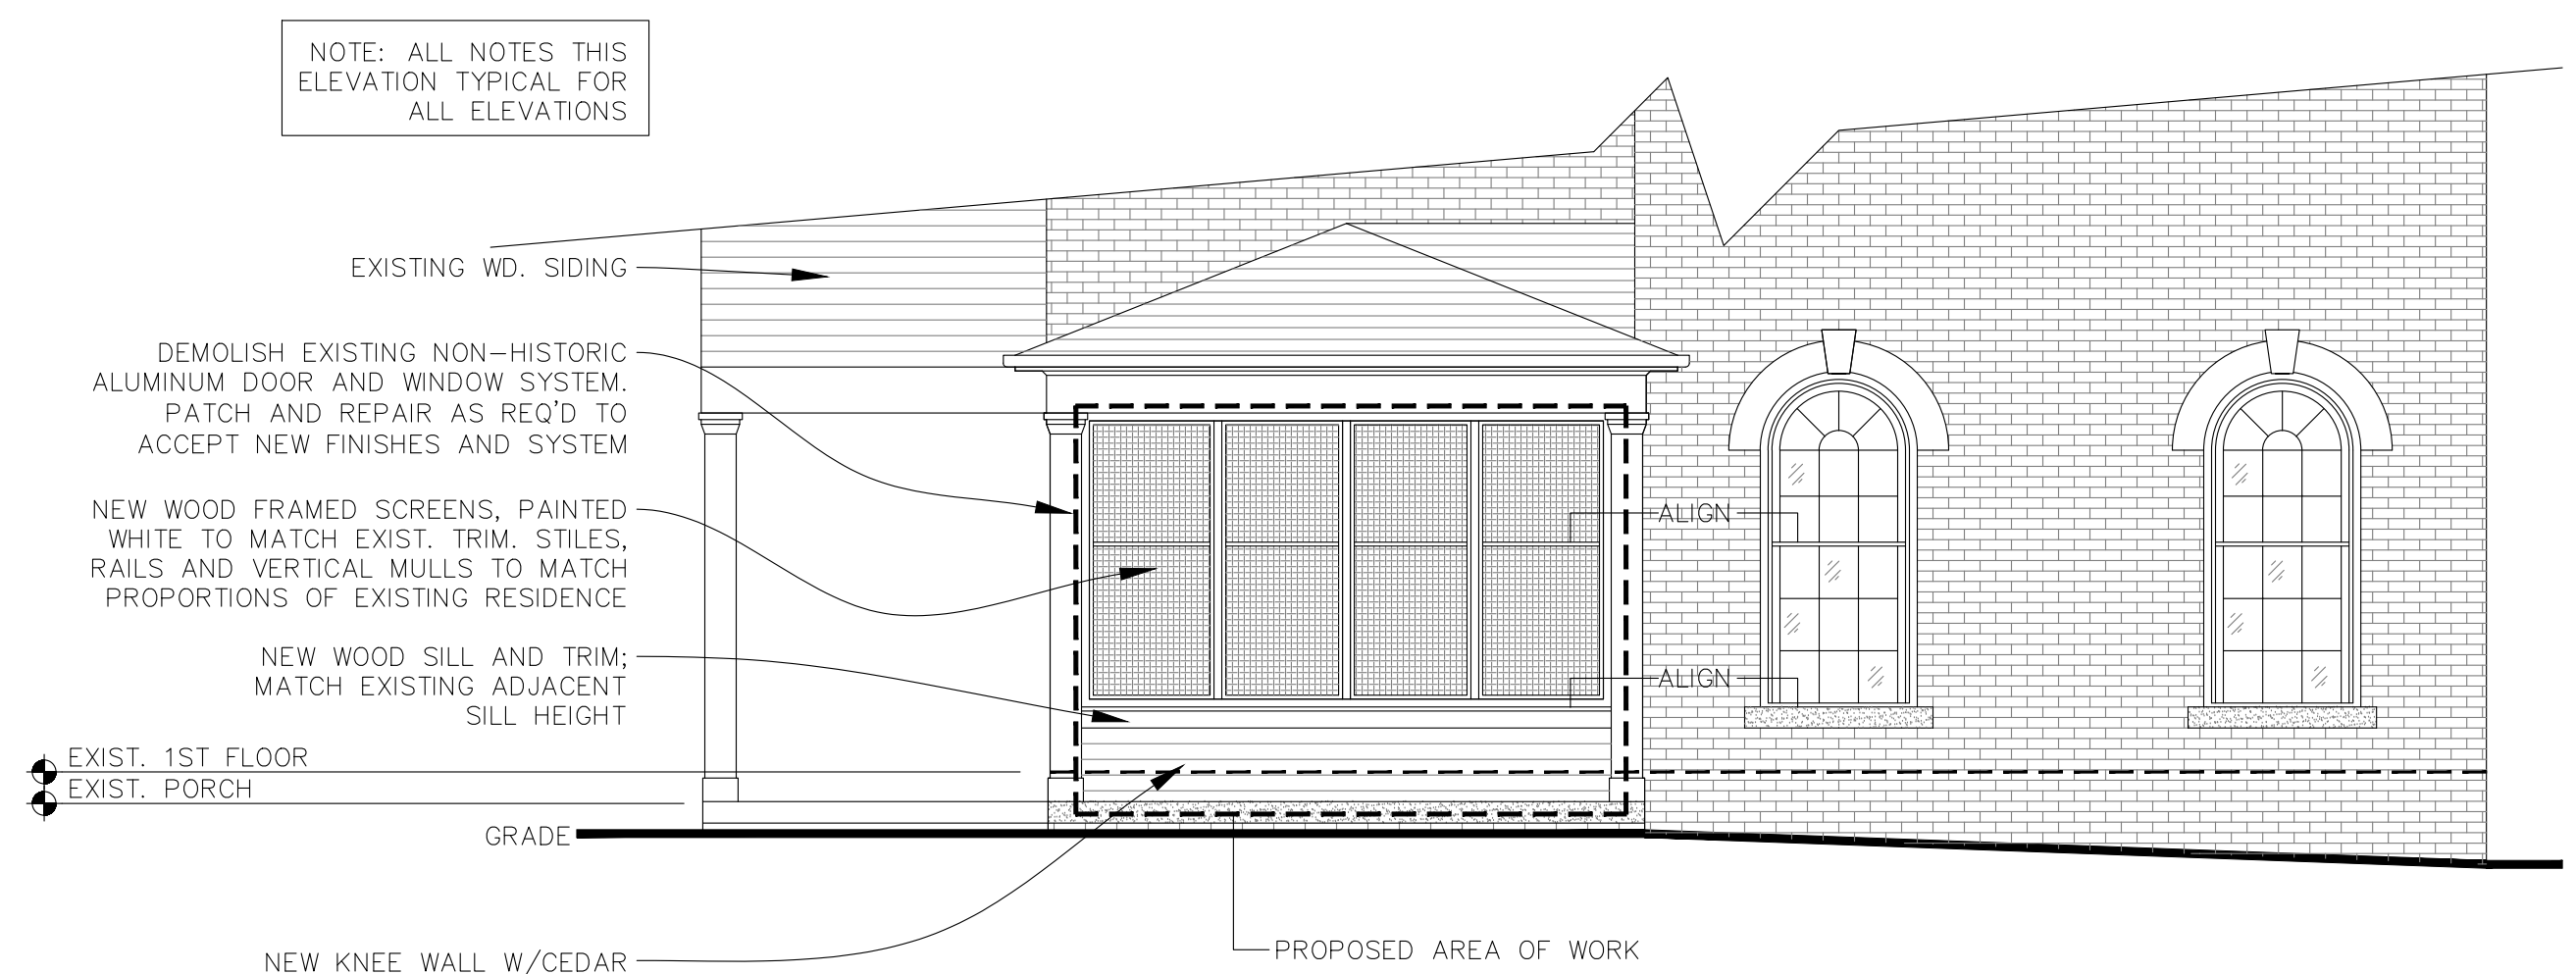 NOTE: ALL NOTES THIS
ELEVATION TYPICAL FOR
ALL ELEVATIONS
EXISTING WD. SIDING
DEMOLISH EXISTING NON-HISTORIC
ALUMINUM DOOR AND WINDOW SYSTEM.
PATCH AND REPAIR AS REQ'D TO
ACCEPT NEW FINISHES AND SYSTEM
NEW WOOD FRAMED SCREENS, PAINTED
WHITE TO MATCH EXIST. TRIM. STILES,
RAILS AND VERTICAL MULLS TO MATCH
PROPORTIONS OF EXISTING RESIDENCE
ALIGN
NEW WOOD SILL AND TRIM;
MATCH EXISTING ADJACENT
SILL HEIGHT
ALIGN
EXIST. 1ST FLOOR
EXIST. PORCH
GRADE
NEW KNEE WALL W/CEDAR
PROPOSED AREA OF WORK